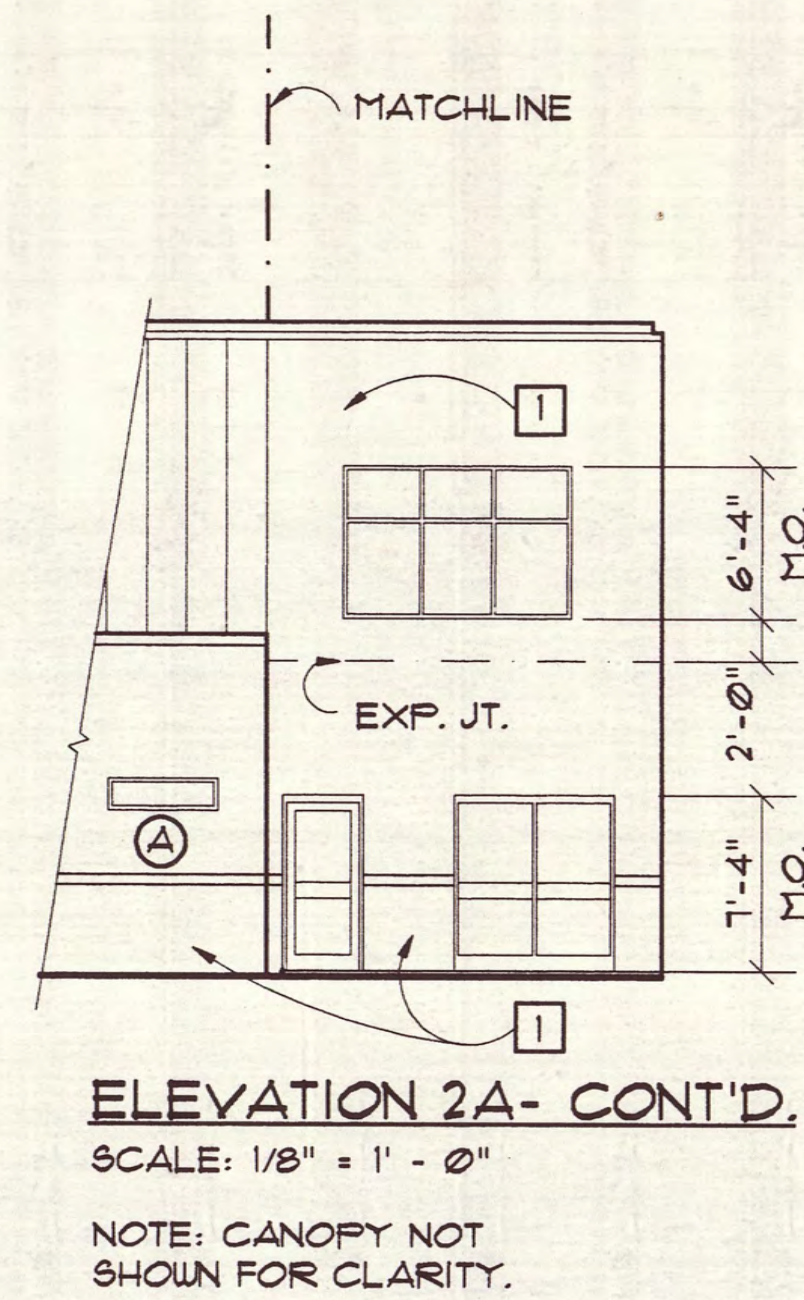 MATCHLINE
1
6'-4"
M.O.
EXP. JT.
2'-0"
A
7'-4"
M.O.
1
ELEVATION 2A- CONT'D.
SCALE: 1/8" = 1' - 0"
NOTE: CANOPY NOT
SHOWN FOR CLARITY.